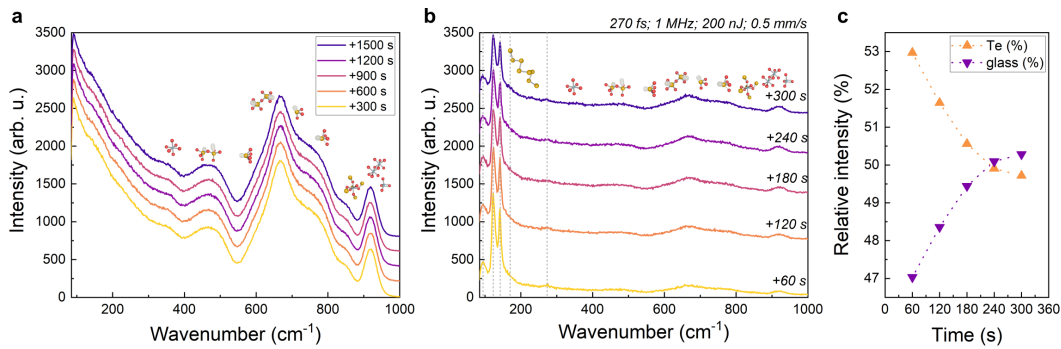 a
Intensity (arb. u.)
3500
3000
2500
2000
1500
1000
500
0
+1500 s
+1200 s
+900 s
+600 s
+300 s
200
400
600
800
1000
Wavenumber (cm⁻¹)
b
270 fs; 1 MHz; 200 nJ; 0.5 mm/s
Intensity (arb. u.)
3500
3000
2500
2000
1500
1000
500
0
+300 s
+240 s
+180 s
+120 s
+60 s
200
400
600
800
1000
Wavenumber (cm⁻¹)
c
Relative intensity (%)
53
52
51
50
49
48
47
Te (%)
glass (%)
0
60
120
180
240
300
360
Time (s)